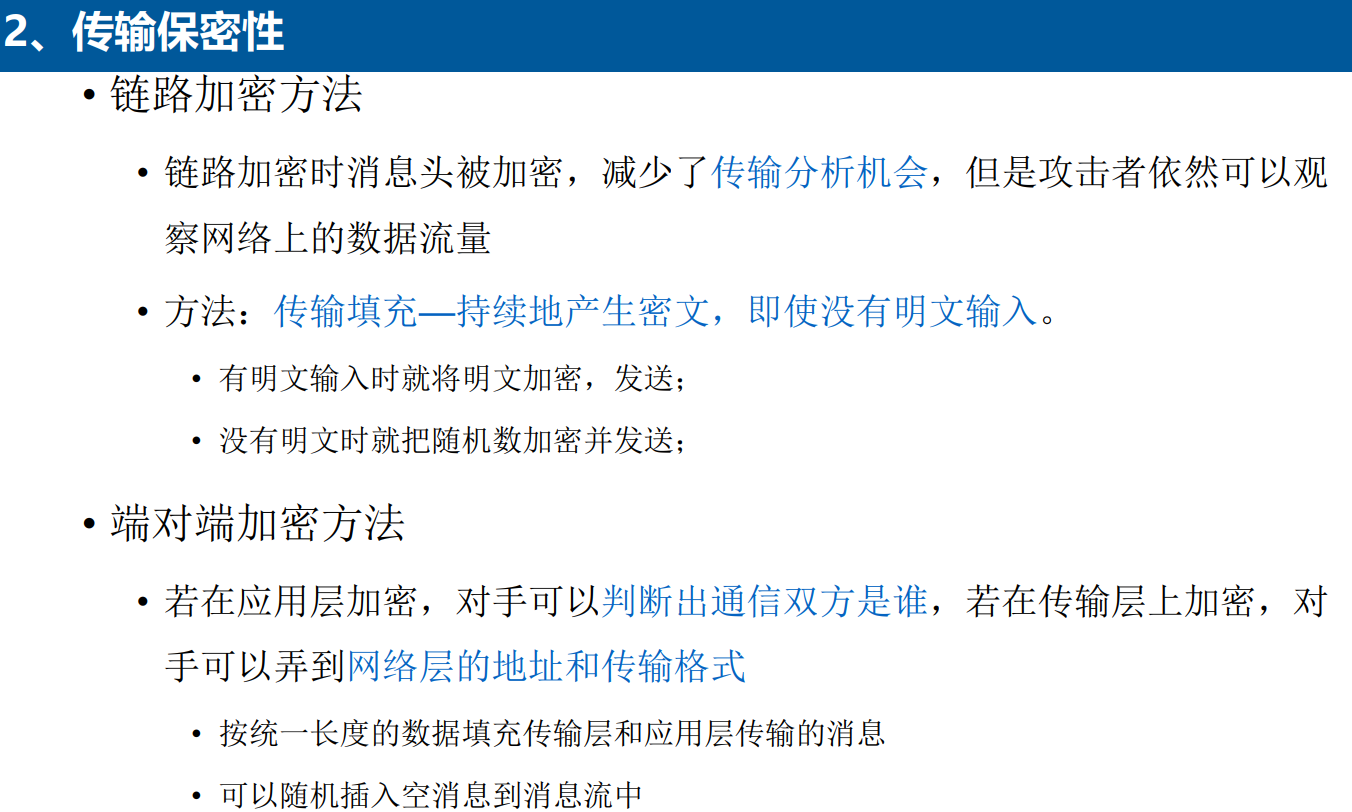 2、传输保密性
• 链路加密方法
• 链路加密时消息头被加密，减少了传输分析机会，但是攻击者依然可以观
察网络上的数据流量
• 方法：传输填充—持续地产生密文，即使没有明文输入。
• 有明文输入时就将明文加密，发送；
• 没有明文时就把随机数加密并发送；
• 端对端加密方法
• 若在应用层加密，对手可以判断出通信双方是谁，若在传输层上加密，对
手可以弄到网络层的地址和传输格式
• 按统一长度的数据填充传输层和应用层传输的消息
• 可以随机插入空消息到消息流中